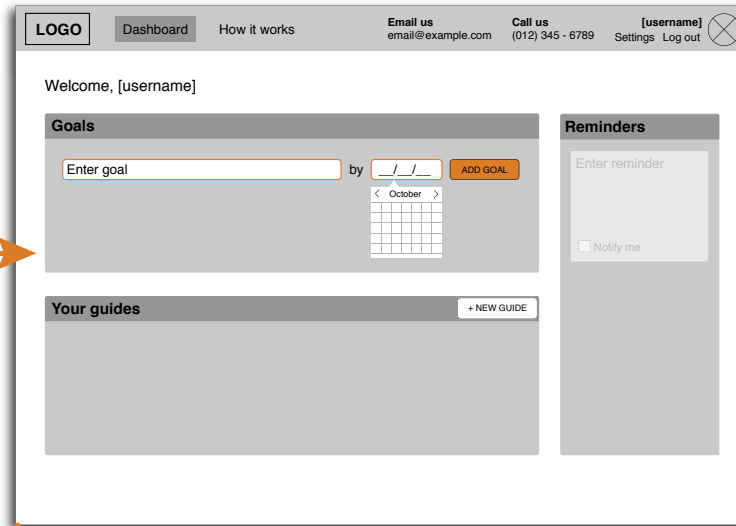 LOGO
Dashboard
How it works
Email us
email@example.com
Call us
(012) 345 - 6789
[username]
Settings Log out
Welcome, [username]
Goals
Enter goal
by
__/__/__
ADD GOAL
< October >
Your guides
+ NEW GUIDE
Reminders
Enter reminder
Notify me